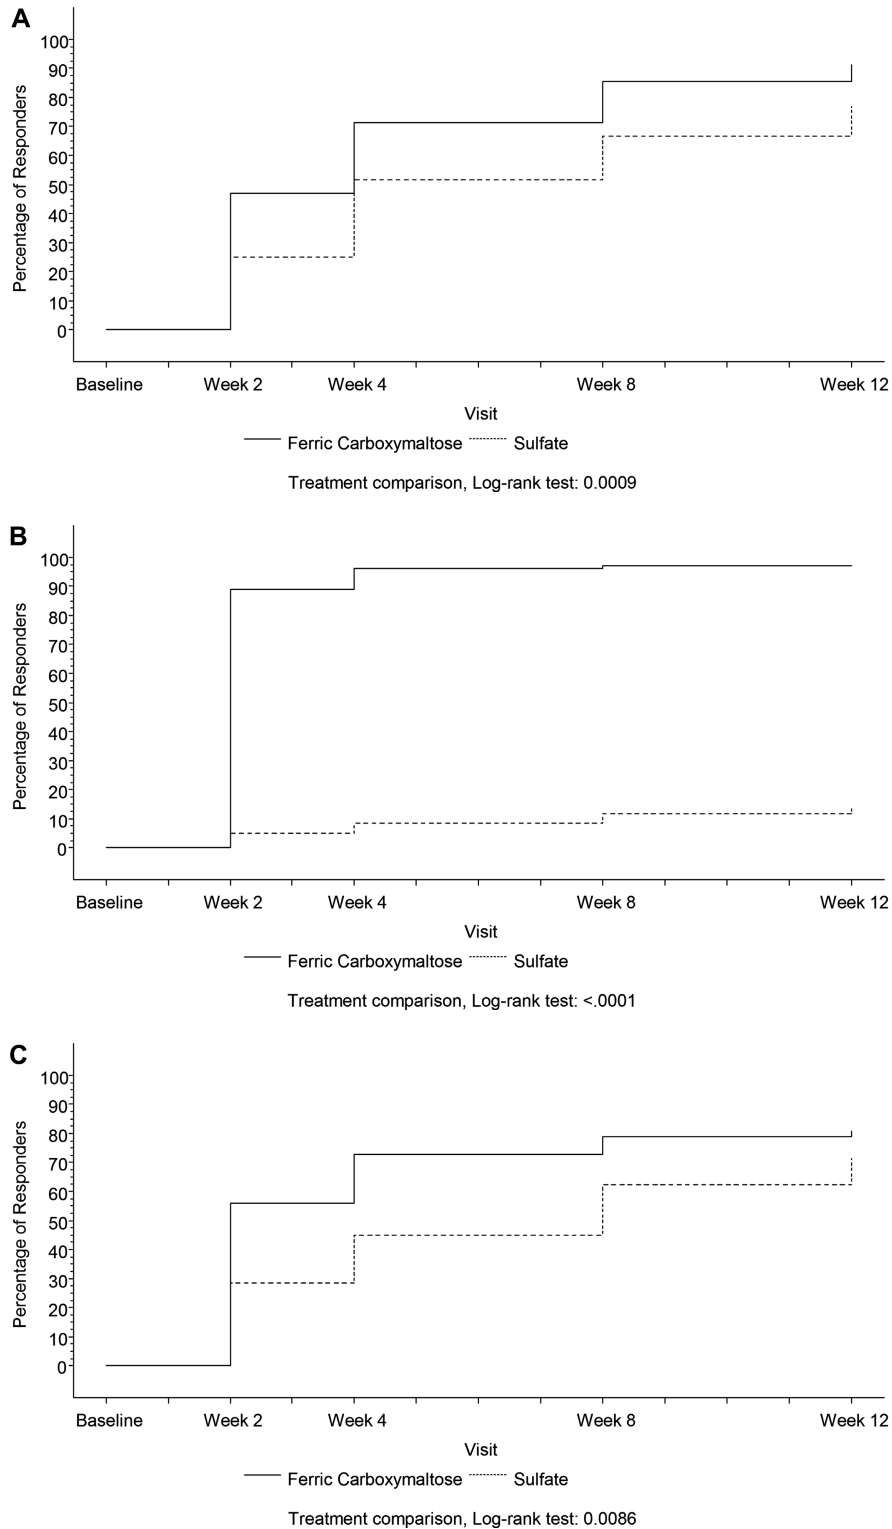 A
Percentage of Responders
100
90
80
70
60
50
40
30
20
10
0
Baseline Week 2 Week 4 Week 8 Week 12
Visit
Ferric Carboxymaltose Sulfate
Treatment comparison, Log-rank test: 0.0009
B
Percentage of Responders
100
90
80
70
60
50
40
30
20
10
0
Baseline Week 2 Week 4 Week 8 Week 12
Visit
Ferric Carboxymaltose Sulfate
Treatment comparison, Log-rank test: <.0001
C
Percentage of Responders
100
90
80
70
60
50
40
30
20
10
0
Baseline Week 2 Week 4 Week 8 Week 12
Visit
Ferric Carboxymaltose Sulfate
Treatment comparison, Log-rank test: 0.0086